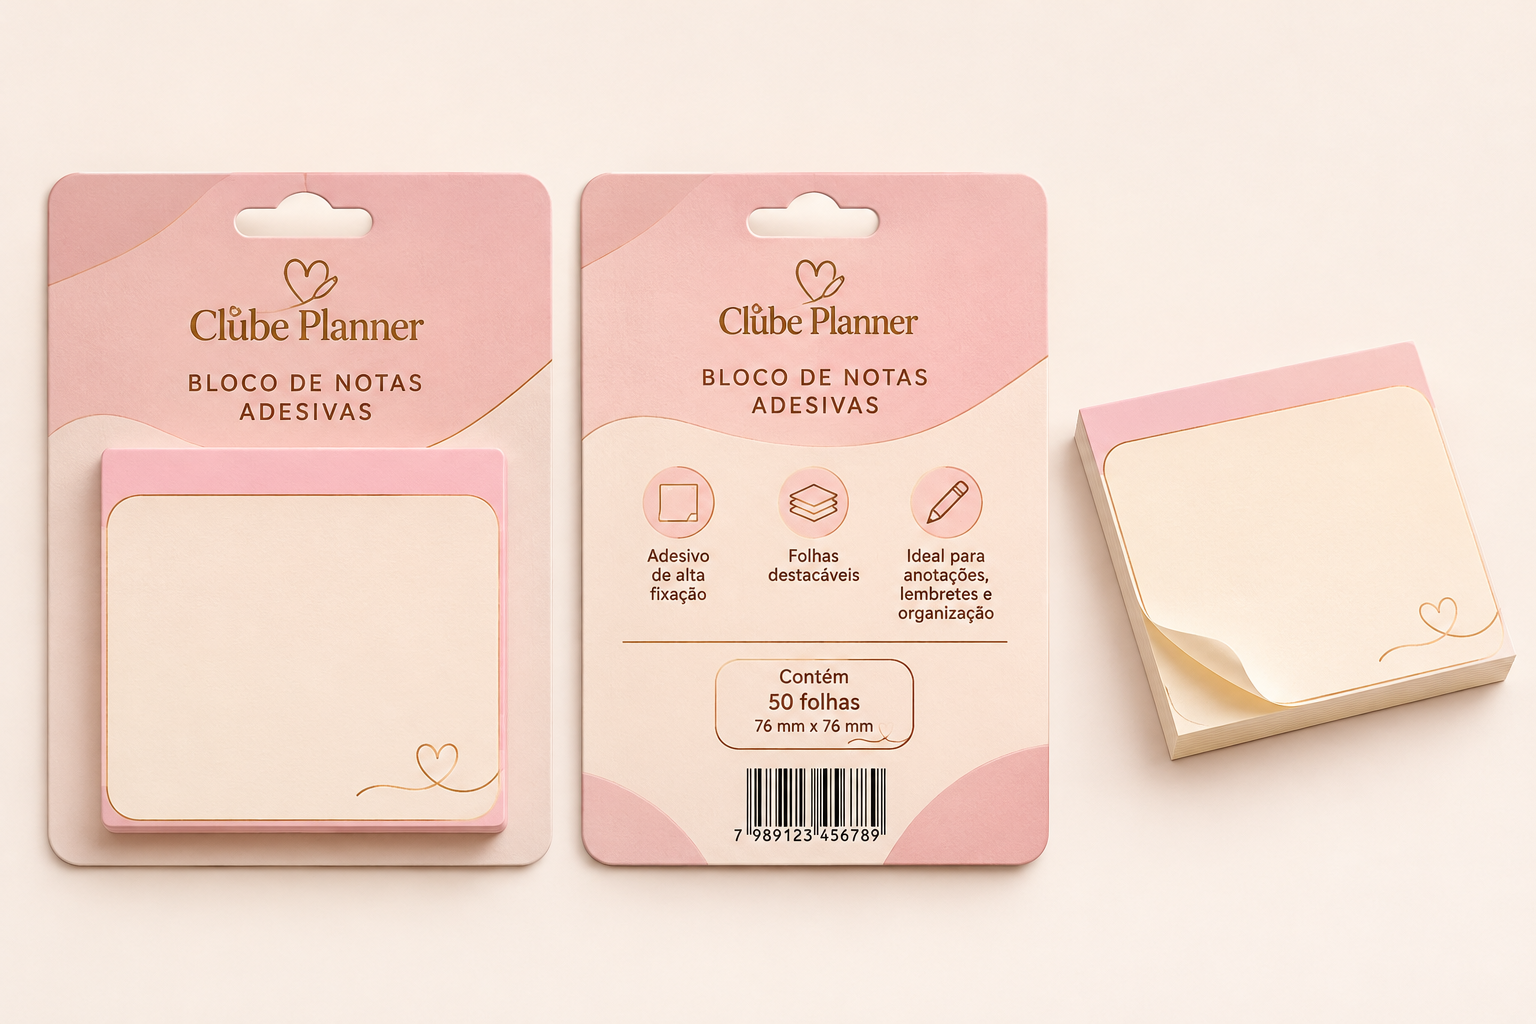 Clube Planner
BLOCO DE NOTAS
ADESIVAS
Clube Planner
BLOCO DE NOTAS
ADESIVAS
Adesivo
de alta
fixação
Folhas
destacáveis
Ideal para
anotações,
lembretes e
organização
Contém
50 folhas
76 mm x 76 mm
7 989123 456789